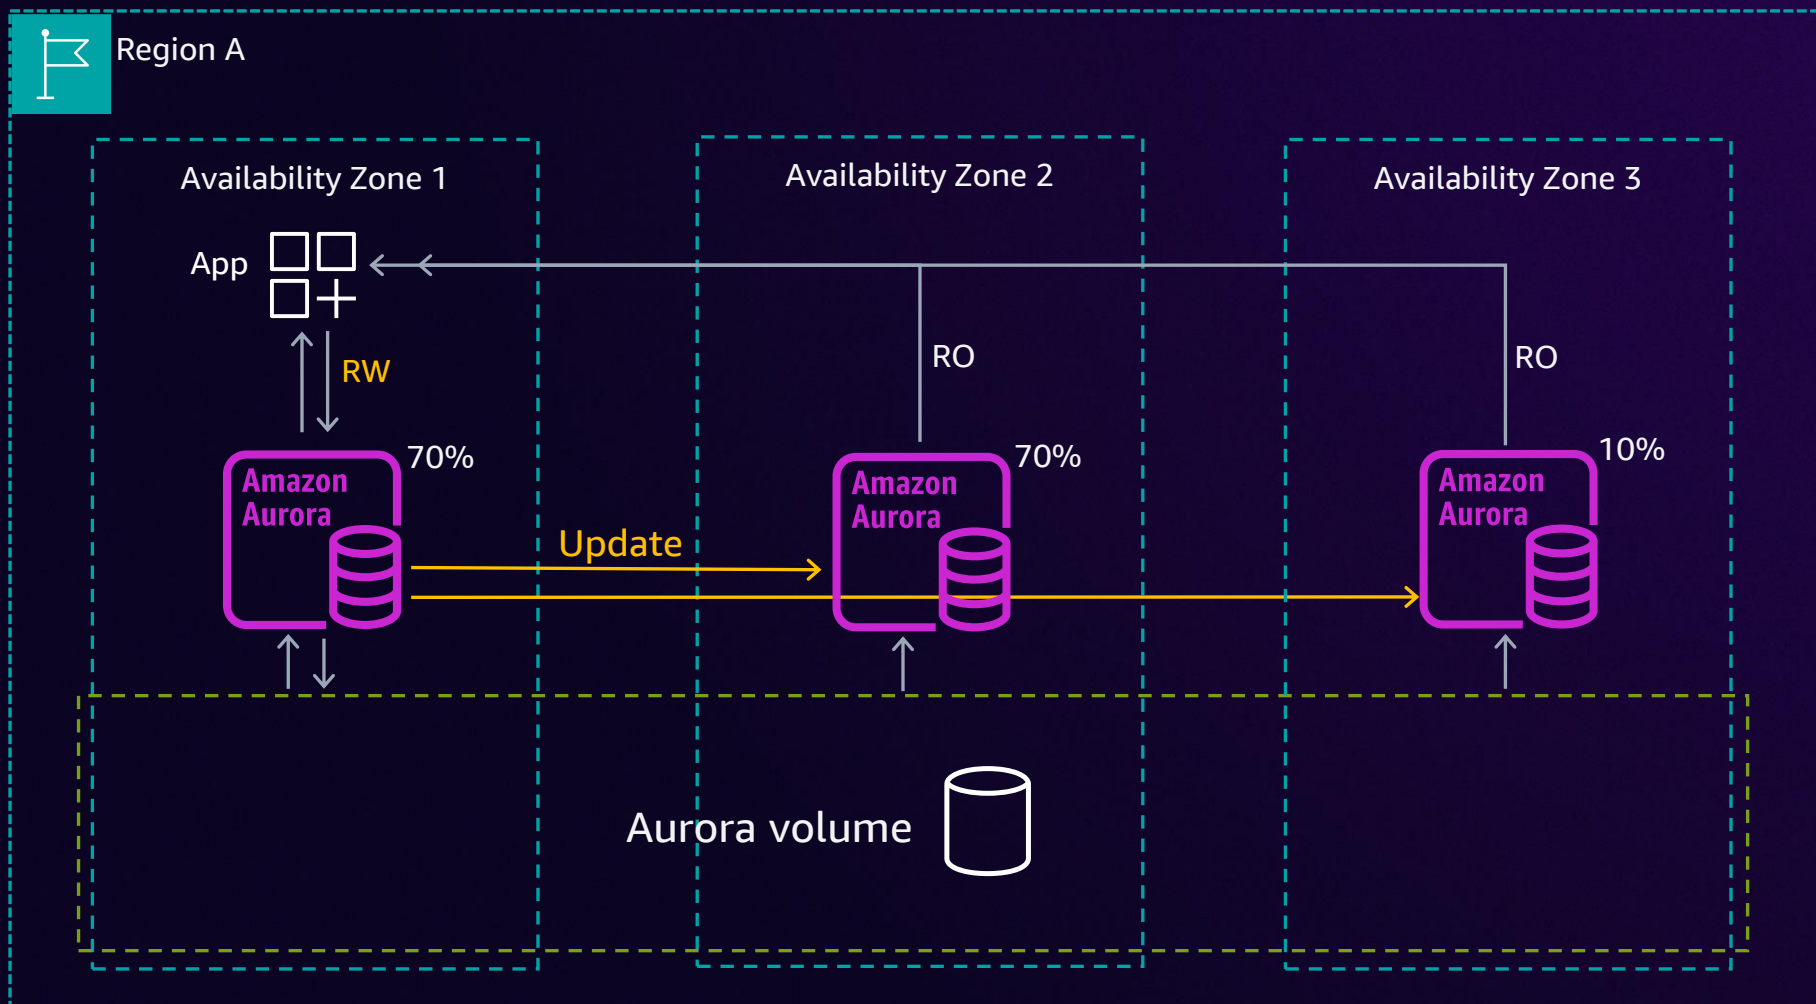 Region A
Availability Zone 1
Availability Zone 2
Availability Zone 3
App
RW
RO
RO
70%
70%
10%
Amazon
Aurora
Amazon
Aurora
Amazon
Aurora
Update
Aurora volume